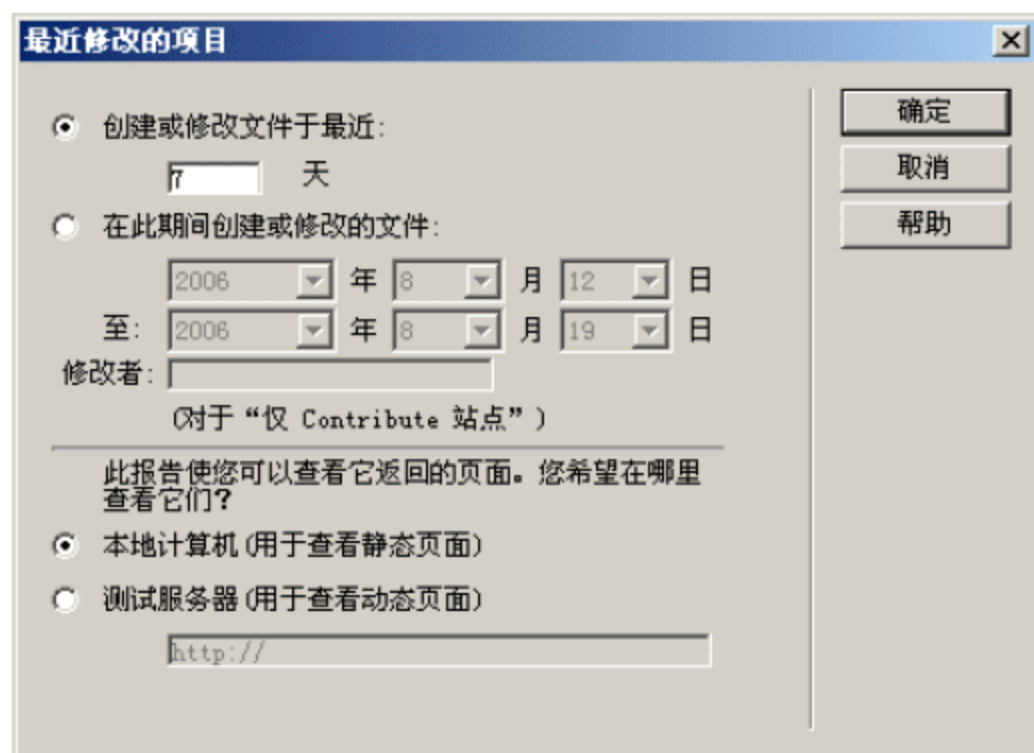 最近修改的项目
创建或修改文件于最近:
7 天
在此期间创建或修改的文件:
2006 年 8 月 12 日
至: 2006 年 8 月 19 日
修改者:
(对于“仅 Contribute 站点”)
此报告使您可以查看它返回的页面。您希望在哪里
查看它们?
本地计算机(用于查看静态页面)
测试服务器(用于查看动态页面)
http://
确定
取消
帮助